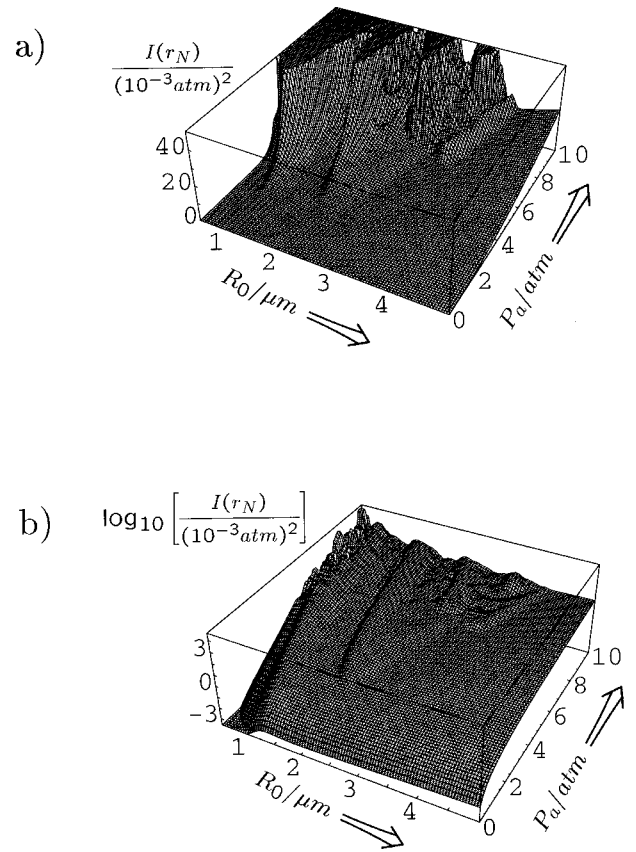 a)
I(r_N)
(10^{-3} atm)^2
40
20
0
1
2
3
4
R_0/μm
0
2
4
6
8
10
P_a/atm
b)
log_{10} [ I(r_N) / (10^{-3} atm)^2 ]
3
0
-3
1
2
3
4
R_0/μm
0
2
4
6
8
10
P_a/atm